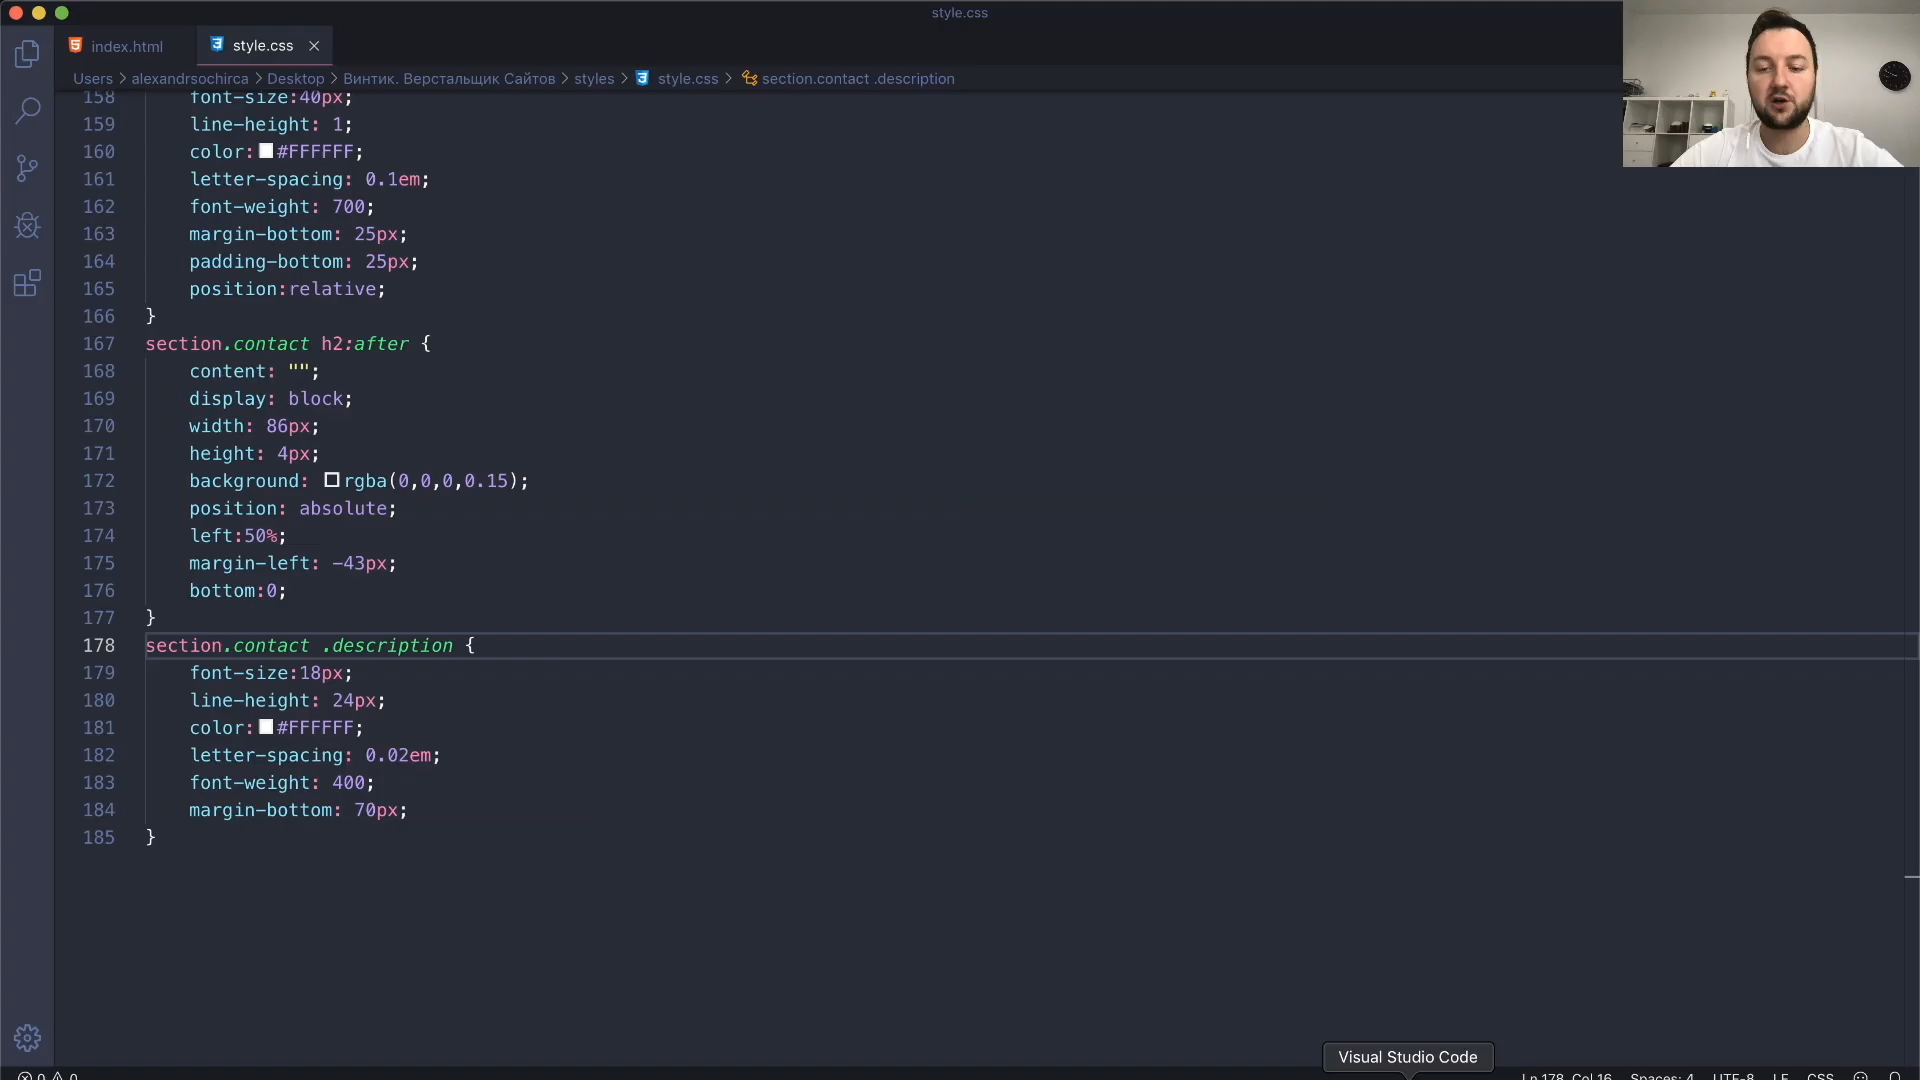 style.css
index.html
style.css
Users > alexandrsochirca > Desktop > Винтик. Верстальщик Сайтов > styles > style.css > section.contact .description
158 font-size:40px;
159 line-height: 1;
160 color:#FFFFFF;
161 letter-spacing: 0.1em;
162 font-weight: 700;
163 margin-bottom: 25px;
164 padding-bottom: 25px;
165 position:relative;
166 }
167 section.contact h2:after {
168 content: "";
169 display: block;
170 width: 86px;
171 height: 4px;
172 background: rgba(0,0,0,0.15);
173 position: absolute;
174 left:50%;
175 margin-left: -43px;
176 bottom:0;
177 }
178 section.contact .description {
179 font-size:18px;
180 line-height: 24px;
181 color:#FFFFFF;
182 letter-spacing: 0.02em;
183 font-weight: 400;
184 margin-bottom: 70px;
185 }
Visual Studio Code
0 0 Ln 178, Col 16 Spaces: 4 UTF-8 LF CSS